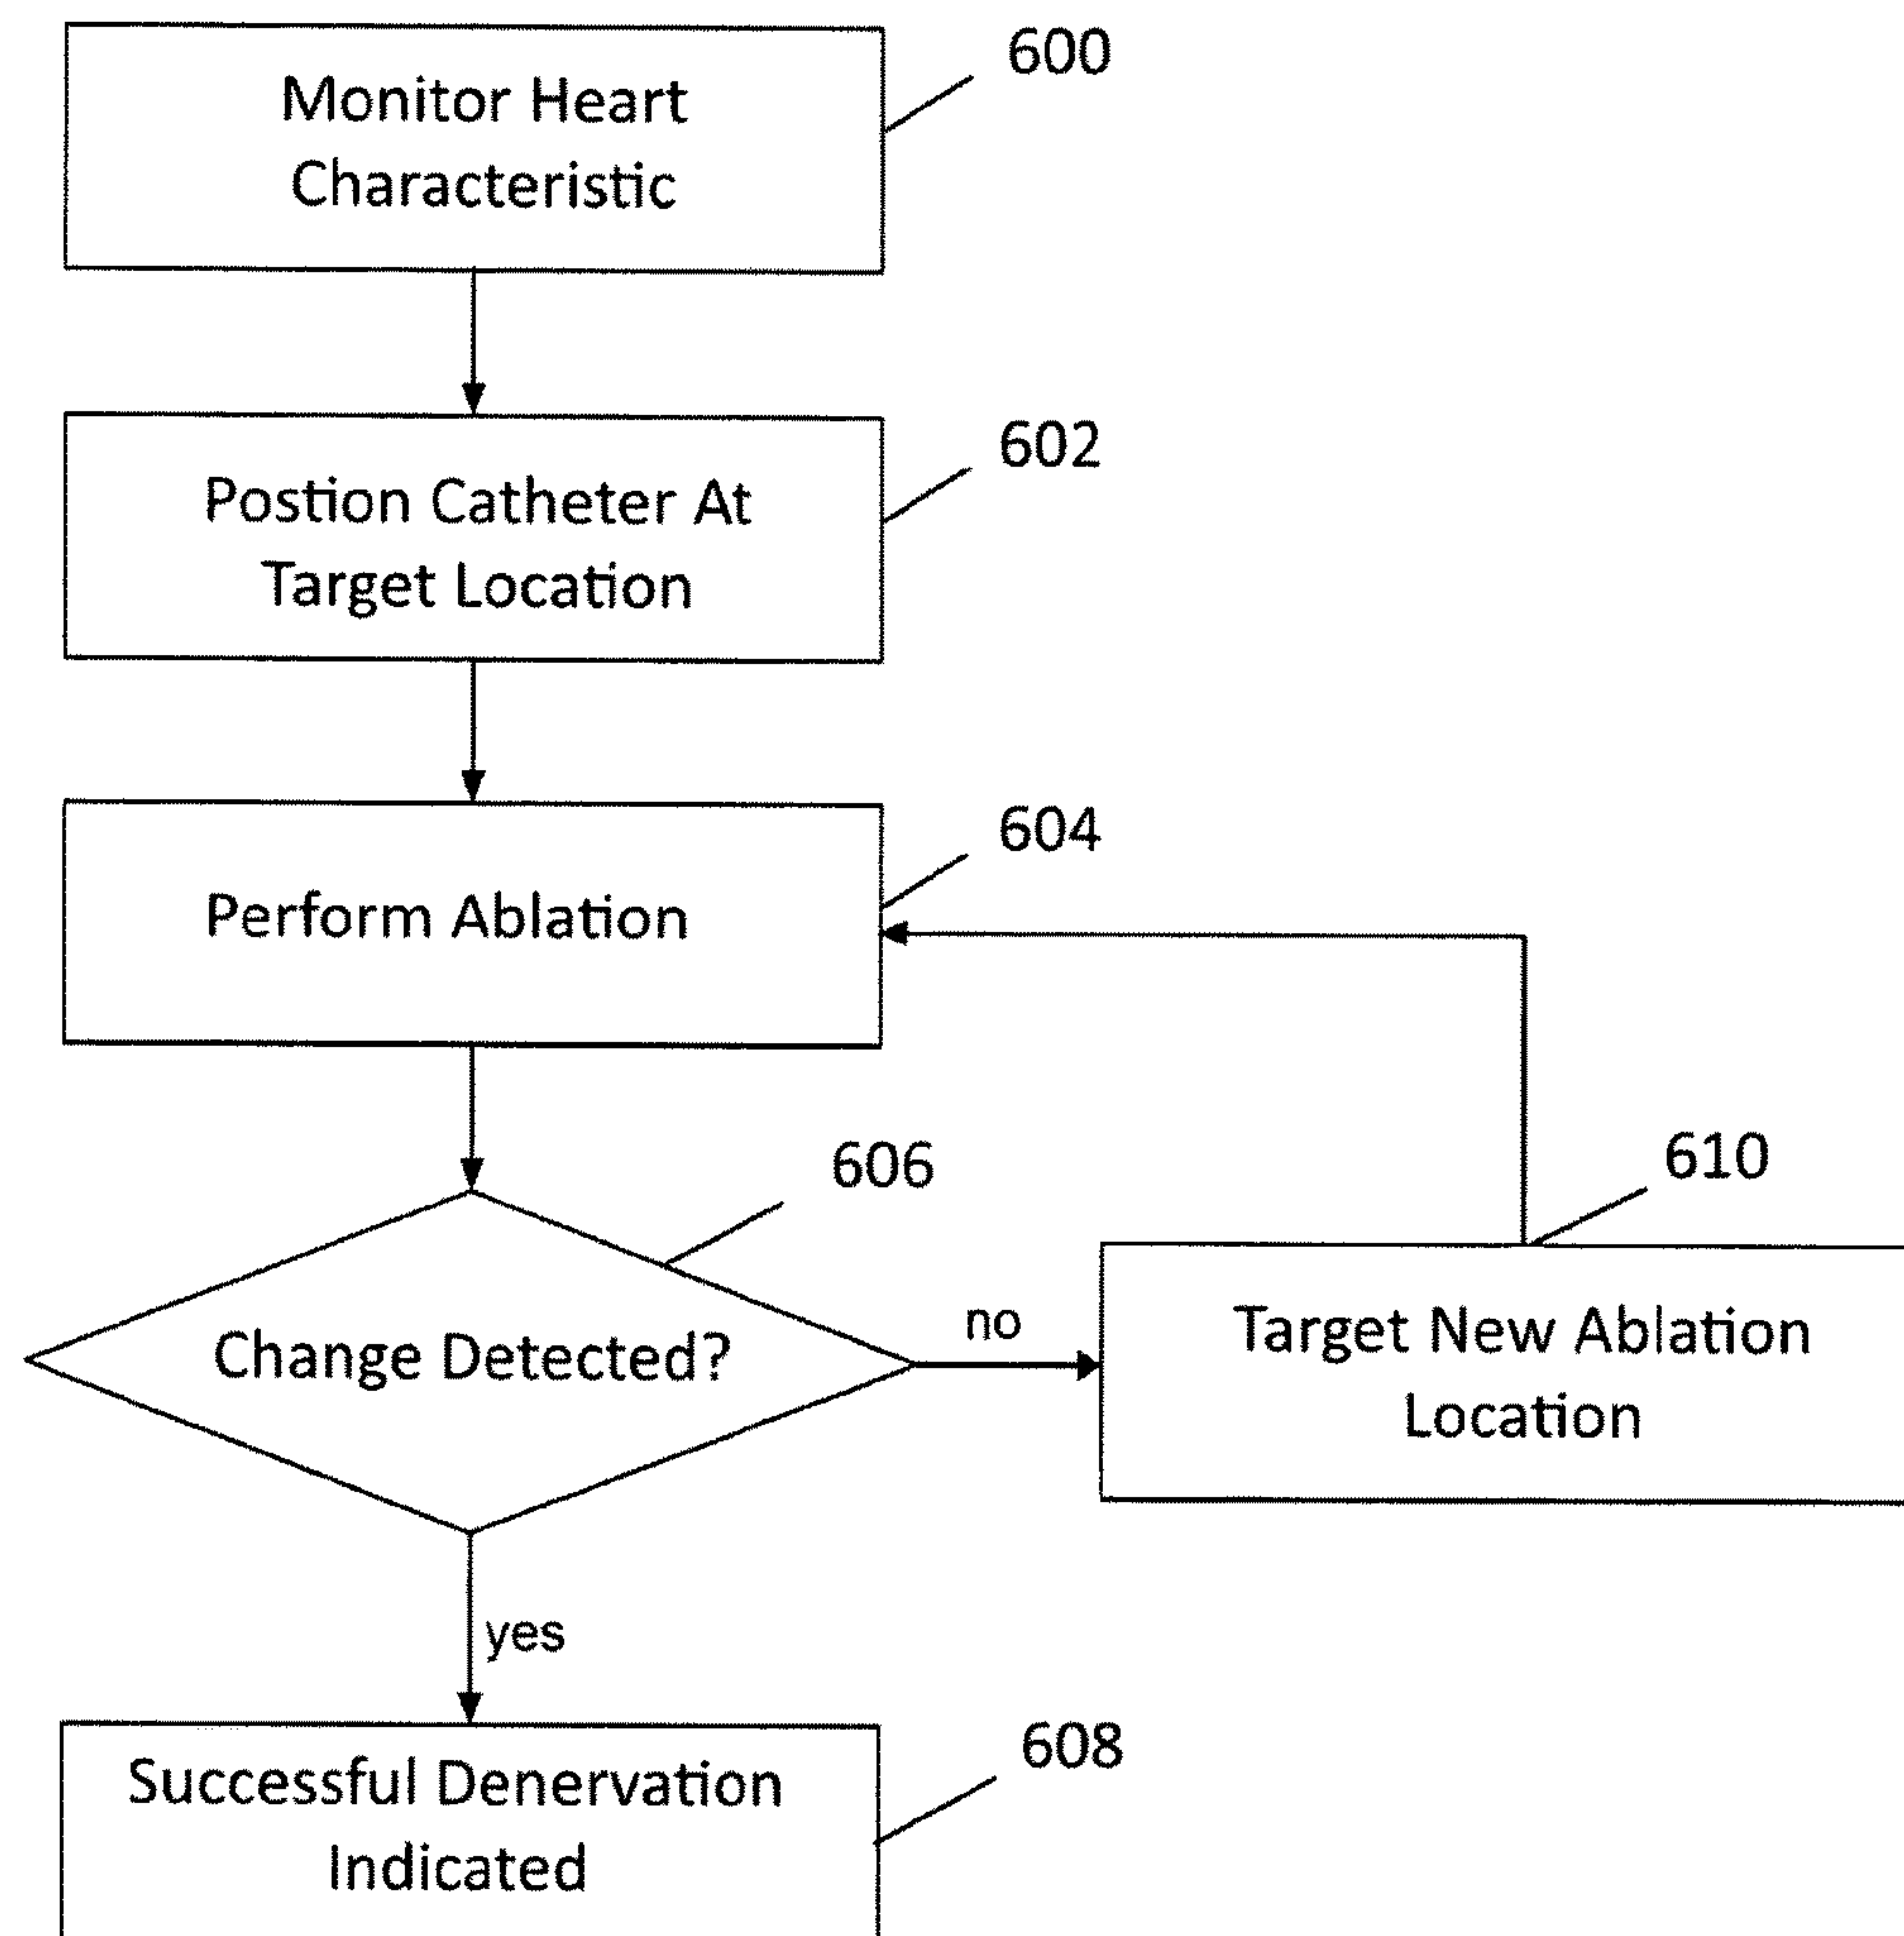 Monitor Heart
Characteristic
600
Postion Catheter At
Target Location
602
Perform Ablation
604
Change Detected?
606
no
Target New Ablation
Location
610
yes
Successful Denervation
Indicated
608